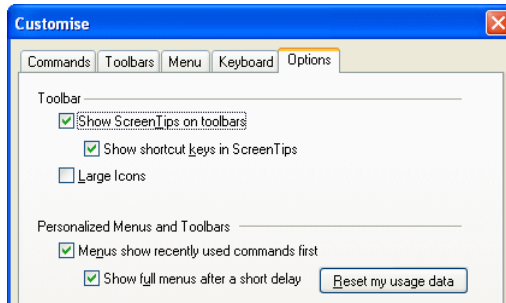 Customise
Commands Toolbars Menu Keyboard Options
Toolbar
Show ScreenTips on toolbars
Show shortcut keys in ScreenTips
Large Icons
Personalized Menus and Toolbars
Menus show recently used commands first
Show full menus after a short delay Reset my usage data